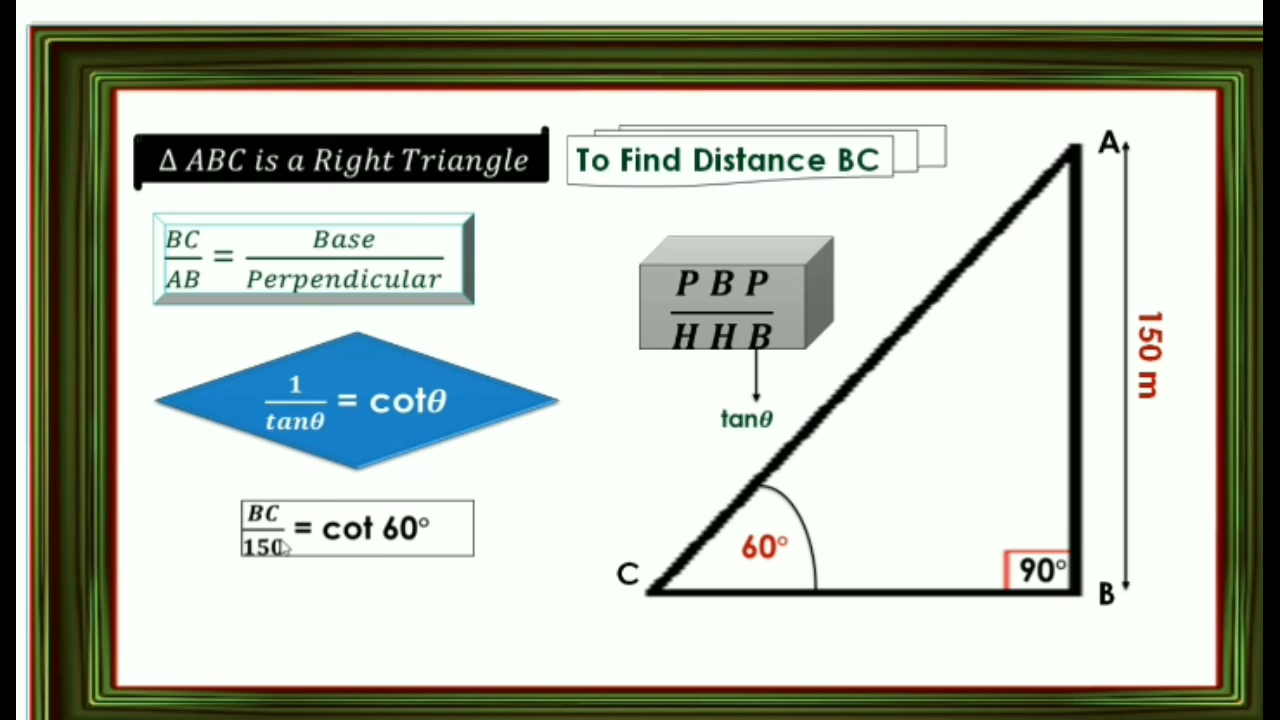 Δ ABC is a Right Triangle
To Find Distance BC
BC/AB = Base/Perpendicular
P B P
H H B
tanθ
1/tanθ = cotθ
BC/150 = cot 60°
A
150 m
60°
C
90°
B